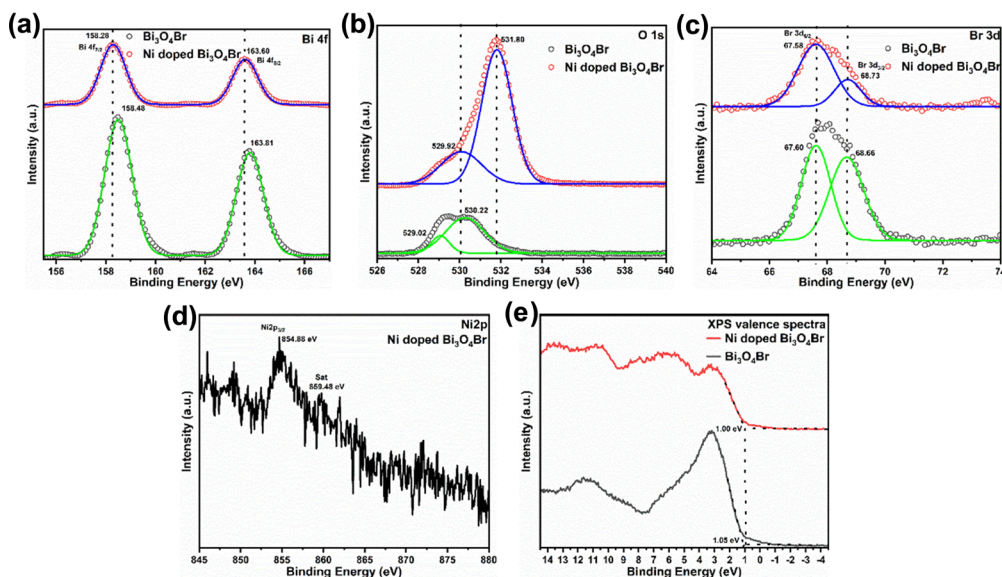 (a)
Bi 4f
158.28
Bi 4f7/2
163.60
Bi 4f5/2
Bi3O4Br
Ni doped Bi3O4Br
158.48
163.81
Intensity (a.u.)
156 158 160 162 164 166
Binding Energy (eV)
(b)
O 1s
531.80
Bi3O4Br
Ni doped Bi3O4Br
529.92
530.22
529.02
Intensity (a.u.)
526 528 530 532 534 536 538 540
Binding Energy (eV)
(c)
Br 3d
Br 3d5/2
67.58
Br 3d3/2
68.73
Bi3O4Br
Ni doped Bi3O4Br
67.60
68.66
Intensity (a.u.)
64 66 68 70 72 74
Binding Energy (eV)
(d)
Ni2p
Ni doped Bi3O4Br
Ni2p3/2
854.88 eV
Sat
859.48 eV
Intensity (a.u.)
845 850 855 860 865 870 875 880
Binding Energy (eV)
(e)
XPS valence spectra
Ni doped Bi3O4Br
Bi3O4Br
1.00 eV
1.05 eV
Intensity (a.u.)
14 13 12 11 10 9 8 7 6 5 4 3 2 1 0 -1 -2 -3 -4
Binding Energy (eV)